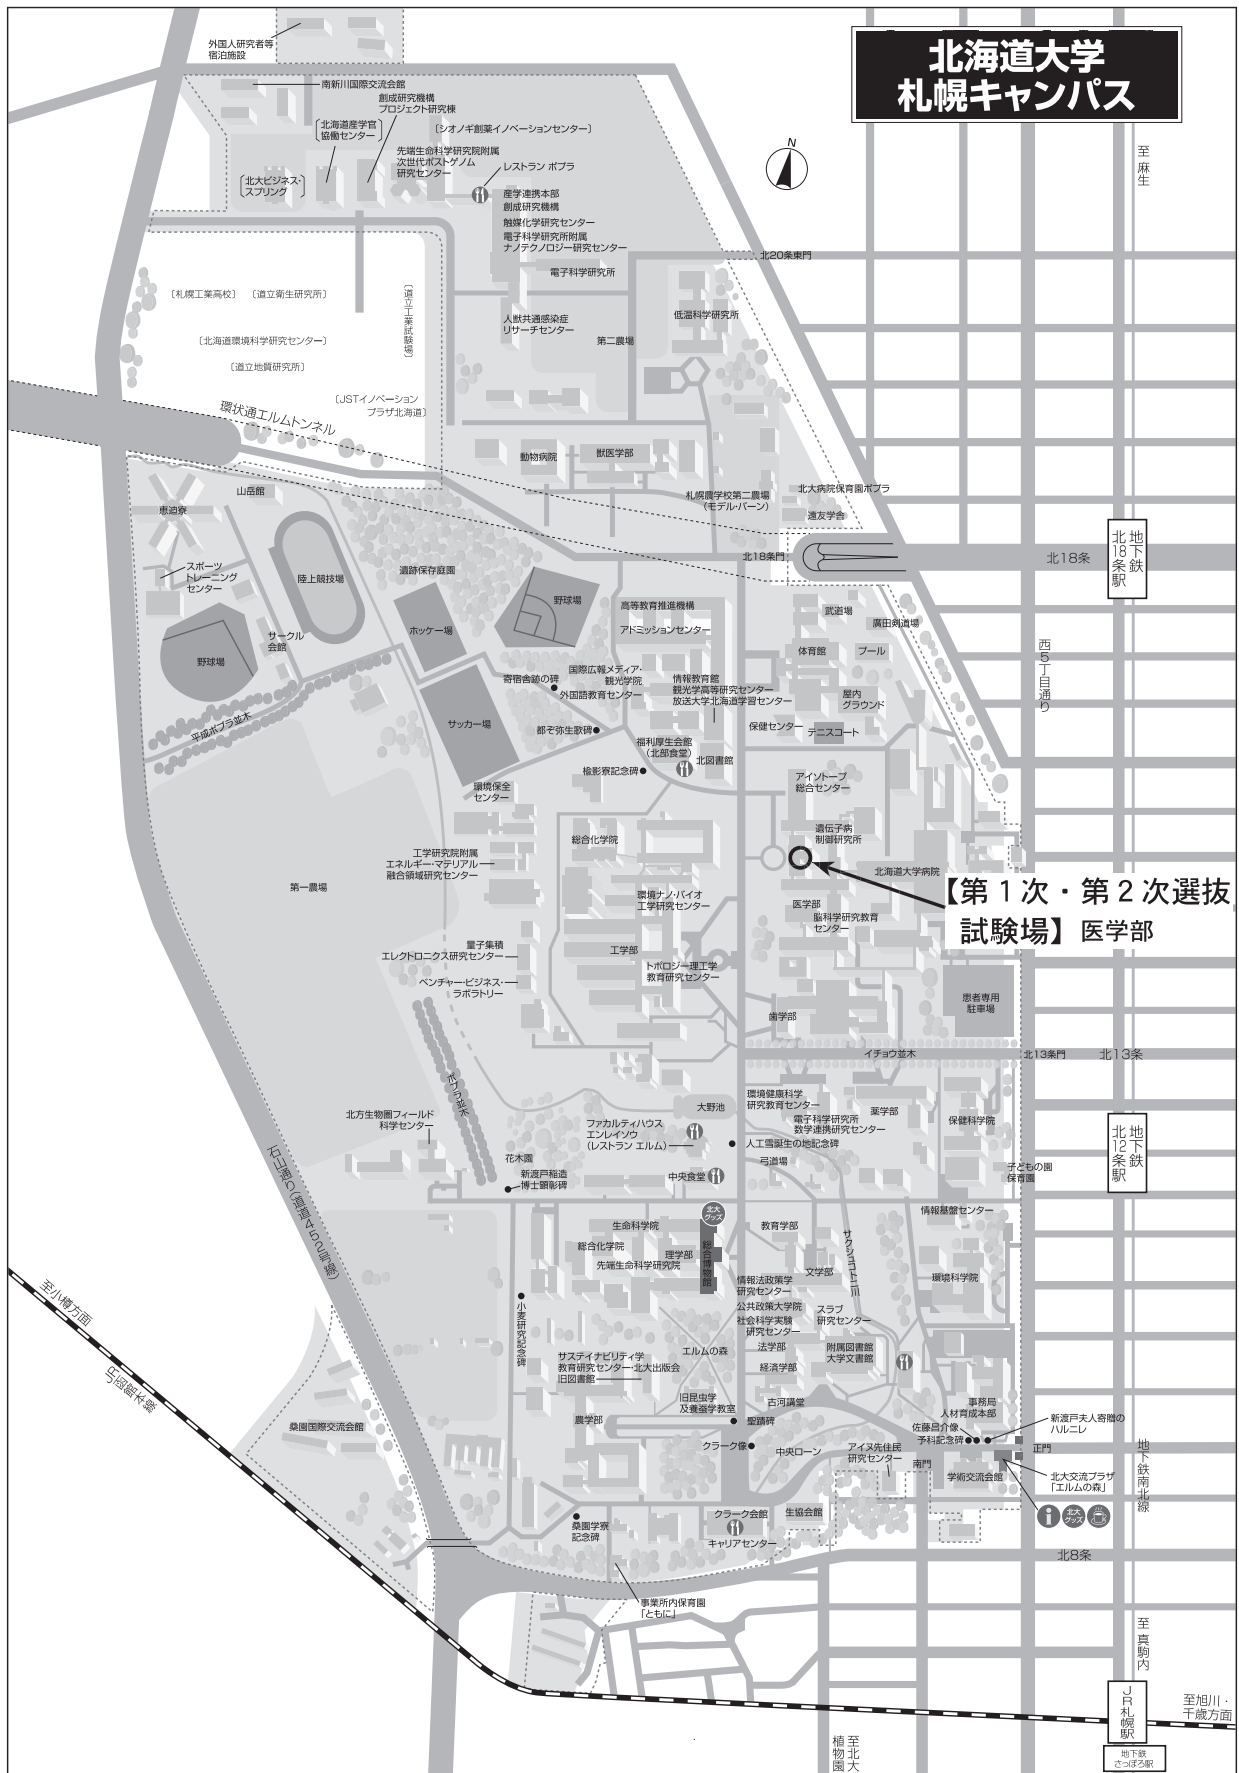 北海道大学
札幌キャンパス
外国人研究者等
宿泊施設
南新川国際交流会館
創成研究機構
プロジェクト研究棟
北海道産学官
協働センター
〔シオノギ創薬イノベーションセンター〕
先端生命科学研究院附属
次世代ポストゲノム
研究センター
レストラン ポプラ
北大ビジネス・
スプリング
産学連携本部
創成研究機構
触媒化学研究センター
電子科学研究所附属
ナノテクノロジー研究センター
電子科学研究所
N
至 麻生
北20条東門
〔札幌工業高校〕
〔道立衛生研究所〕
〔道立工業試験場〕
人獣共通感染症
リサーチセンター
低温科学研究所
第二農場
〔北海道環境科学研究センター〕
〔道立地質研究所〕
〔JSTイノベーション
プラザ北海道〕
環状通エルムトンネル
動物病院
獣医学部
山岳館
恵迪寮
札幌農学校第二農場
（モデル・バーン）
北大病院保育園ポプラ
遠友学舎
北18条門
北18条
地下鉄
北18条駅
スポーツ
トレーニング
センター
陸上競技場
遺跡保存庭園
野球場
ホッケー場
高等教育推進機構
アドミッションセンター
武道場
廣田剣道場
体育館
プール
西5丁目通り
サークル
会館
野球場
国際広報メディア・
観光学院
寄宿舎跡の碑
外国語教育センター
情報教育館
観光学高等研究センター
放送大学北海道学習センター
屋内
グラウンド
平成ポプラ並木
サッカー場
都ぞ弥生歌碑
保健センター
テニスコート
福利厚生会館
（北部食堂）
北図書館
楡影寮記念碑
環境保全
センター
アイソトープ
総合センター
総合化学院
遺伝子病
制御研究所
工学研究院附属
エネルギー・マテリアル
融合領域研究センター
北海道大学病院
第一農場
環境ナノ・バイオ
工学研究センター
医学部
脳科学研究教育
センター
【第1次・第2次選抜
試験場】医学部
量子集積
エレクトロニクス研究センター
工学部
トポロジー理工学
教育研究センター
ベンチャー・ビジネス・
ラボラトリー
患者専用
駐車場
歯学部
イチョウ並木
北13条門
北13条
ポプラ並木
大野池
環境健康科学
研究教育センター
電子科学研究所
数学連携研究センター
薬学部
保健科学院
北方生物圏フィールド
科学センター
ファカルティハウス
エンレイソウ
（レストラン エルム）
人工雪誕生の地記念碑
地下鉄
北12条駅
花木園
新渡戸稲造
博士顕彰碑
弓道場
中央食堂
子どもの園
保育園
石山通り（道道452号線）
北大
グッズ
情報基盤センター
生命科学院
教育学部
総合化学院
理学部
先端生命科学研究院
総合博物館
サクシュコトニ川
文学部
環境科学院
情報法政策学
研究センター
公共政策大学院
社会科学実験
研究センター
スラブ
研究センター
小麦研究記念碑
至小樽方面
JR函館本線
エルムの森
法学部
附属図書館
大学文書館
サステイナビリティ学
教育研究センター・北大出版会
旧図書館
経済学部
旧昆虫学
及養蚕学教室
古河講堂
事務局
人材育成本部
桑園国際交流会館
農学部
聖蹟碑
佐藤昌介像
予科記念碑
新渡戸夫人寄贈の
ハルニレ
クラーク像
中央ローン
アイヌ先住民
研究センター
南門
正門
学術交流会館
北大交流プラザ
「エルムの森」
地下鉄南北線
桑園学寮
記念碑
クラーク会館
キャリアセンター
生協会館
i
北大
グッズ
北8条
事業所内保育園
「ともに」
至 真駒内
JR札幌駅
地下鉄
さっぽろ駅
至旭川・
千歳方面
至北大
植物園